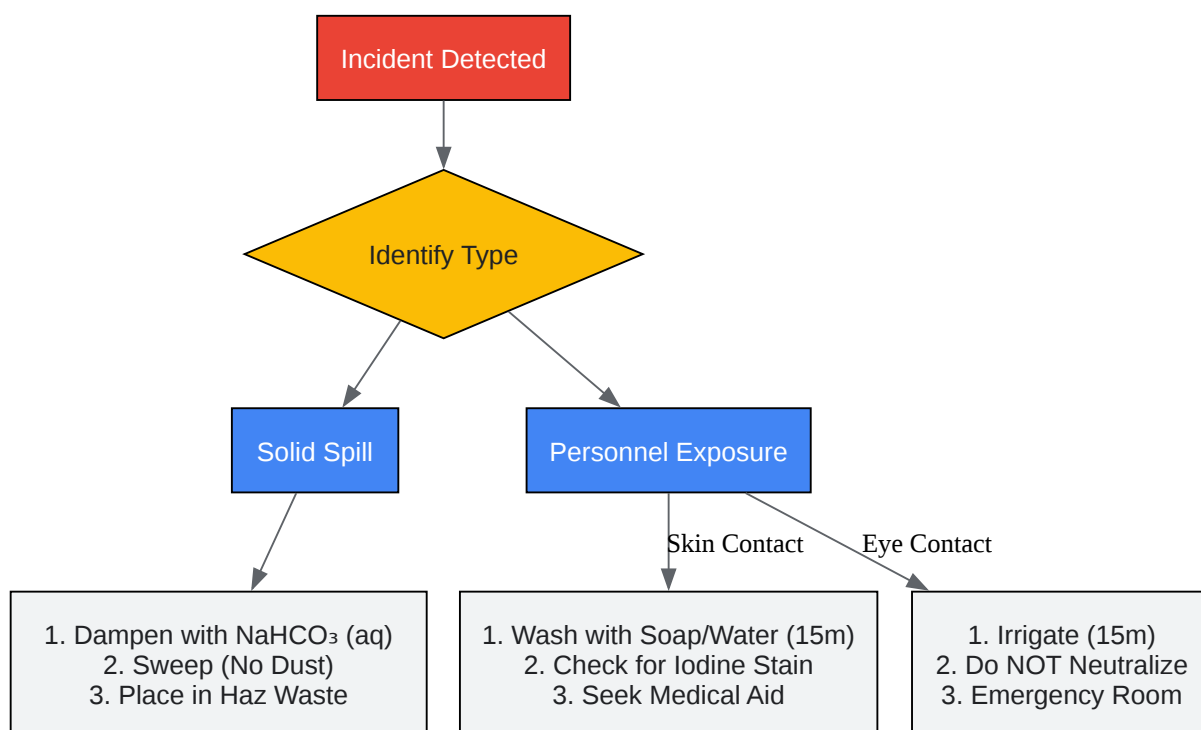 Incident Detected
Identify Type
Solid Spill
Personnel Exposure
Skin Contact
Eye Contact
1. Dampen with NaHCO₃ (aq)
2. Sweep (No Dust)
3. Place in Haz Waste
1. Wash with Soap/Water (15m)
2. Check for Iodine Stain
3. Seek Medical Aid
1. Irrigate (15m)
2. Do NOT Neutralize
3. Emergency Room